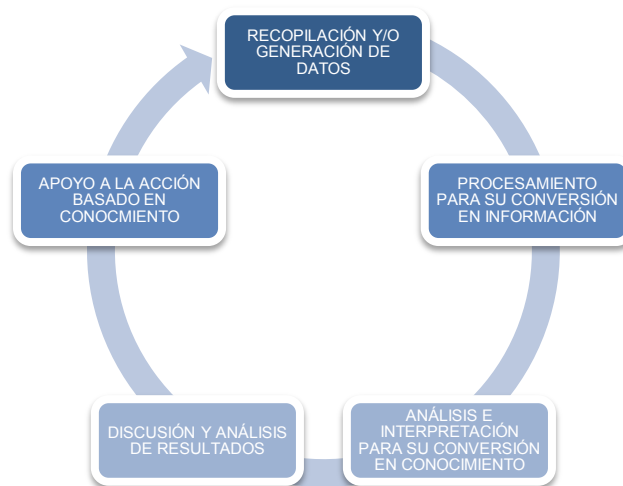 RECOPILACIÓN Y/O
GENERACIÓN DE
DATOS
PROCESAMIENTO
PARA SU CONVERSIÓN
EN INFORMACIÓN
ANÁLISIS E
INTERPRETACIÓN
PARA SU CONVERSIÓN
EN CONOCIMIENTO
DISCUSIÓN Y ANÁLISIS
DE RESULTADOS
APOYO A LA ACCIÓN
BASADO EN
CONOCMIENTO